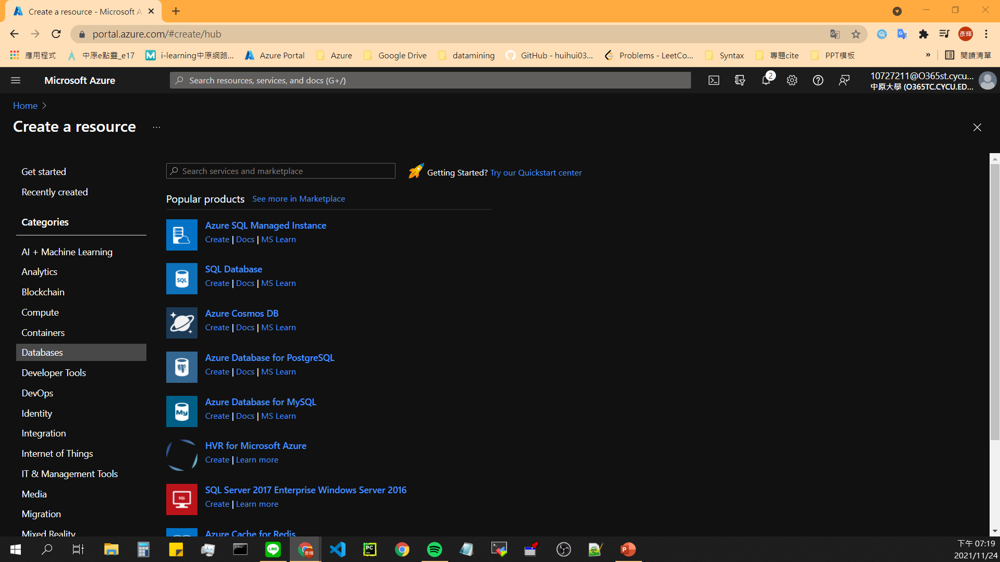 Create a resource - Microsoft A
portal.azure.com/#create/hub
彥輝
應用程式
中原e點靈_e17
i-learning中原網路...
Azure Portal
Azure
Google Drive
datamining
GitHub - huihui03...
Problems - LeetCo...
Syntax
專題cite
PPT模板
»
閱讀清單
Microsoft Azure
Search resources, services, and docs (G+/)
2
10727211@O365st.cycu...
中原大學 (O365TC.CYCU.ED...
Home
Create a resource
...
Get started
Recently created
Categories
AI + Machine Learning
Analytics
Blockchain
Compute
Containers
Databases
Developer Tools
DevOps
Identity
Integration
Internet of Things
IT & Management Tools
Media
Migration
Mixed Reality
Search services and marketplace
Getting Started? Try our Quickstart center
Popular products See more in Marketplace
Azure SQL Managed Instance
Create | Docs | MS Learn
SQL
SQL Database
Create | Docs | MS Learn
Azure Cosmos DB
Create | Docs | MS Learn
Azure Database for PostgreSQL
Create | Docs | MS Learn
My
Azure Database for MySQL
Create | Docs | MS Learn
HVR for Microsoft Azure
Create | Learn more
SQL
SQL Server 2017 Enterprise Windows Server 2016
Create | Learn more
Azure Cache for Redis
LINE
PC
P
下午 07:19
2021/11/24